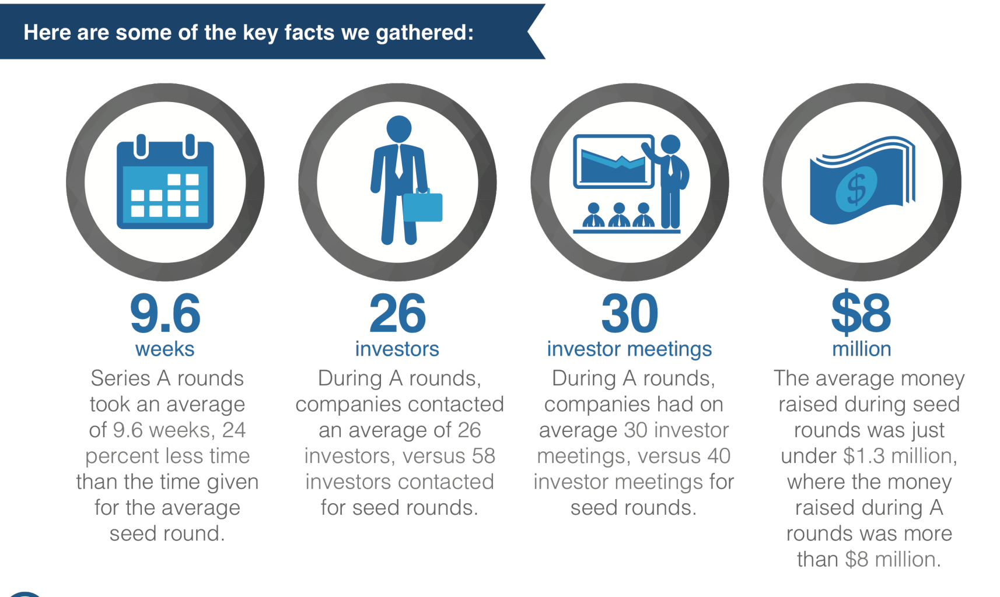 Here are some of the key facts we gathered:
9.6
weeks
Series A rounds
took an average
of 9.6 weeks, 24
percent less time
than the time given
for the average
seed round.
26
investors
During A rounds,
companies contacted
an average of 26
investors, versus 58
investors contacted
for seed rounds.
30
investor meetings
During A rounds,
companies had on
average 30 investor
meetings, versus 40
investor meetings for
seed rounds.
$
$8
million
The average money
raised during seed
rounds was just
under $1.3 million,
where the money
raised during A
rounds was more
than $8 million.